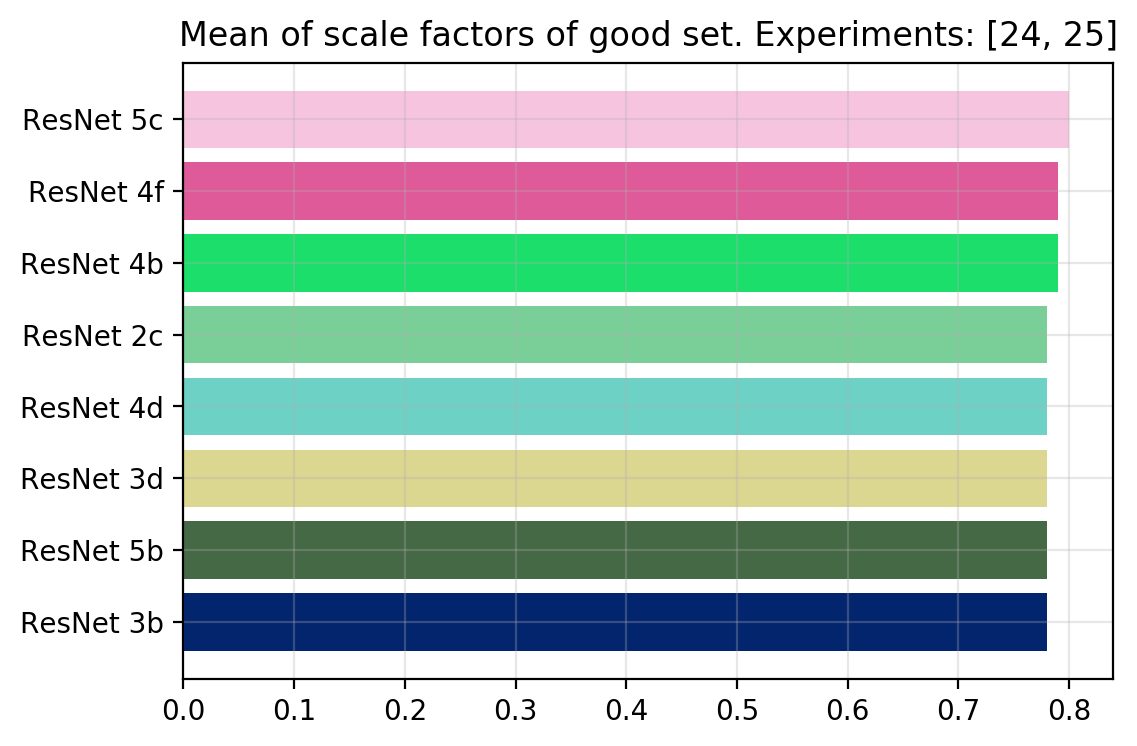 Mean of scale factors of good set. Experiments: [24, 25]
ResNet 5c
ResNet 4f
ResNet 4b
ResNet 2c
ResNet 4d
ResNet 3d
ResNet 5b
ResNet 3b
0.0 0.1 0.2 0.3 0.4 0.5 0.6 0.7 0.8